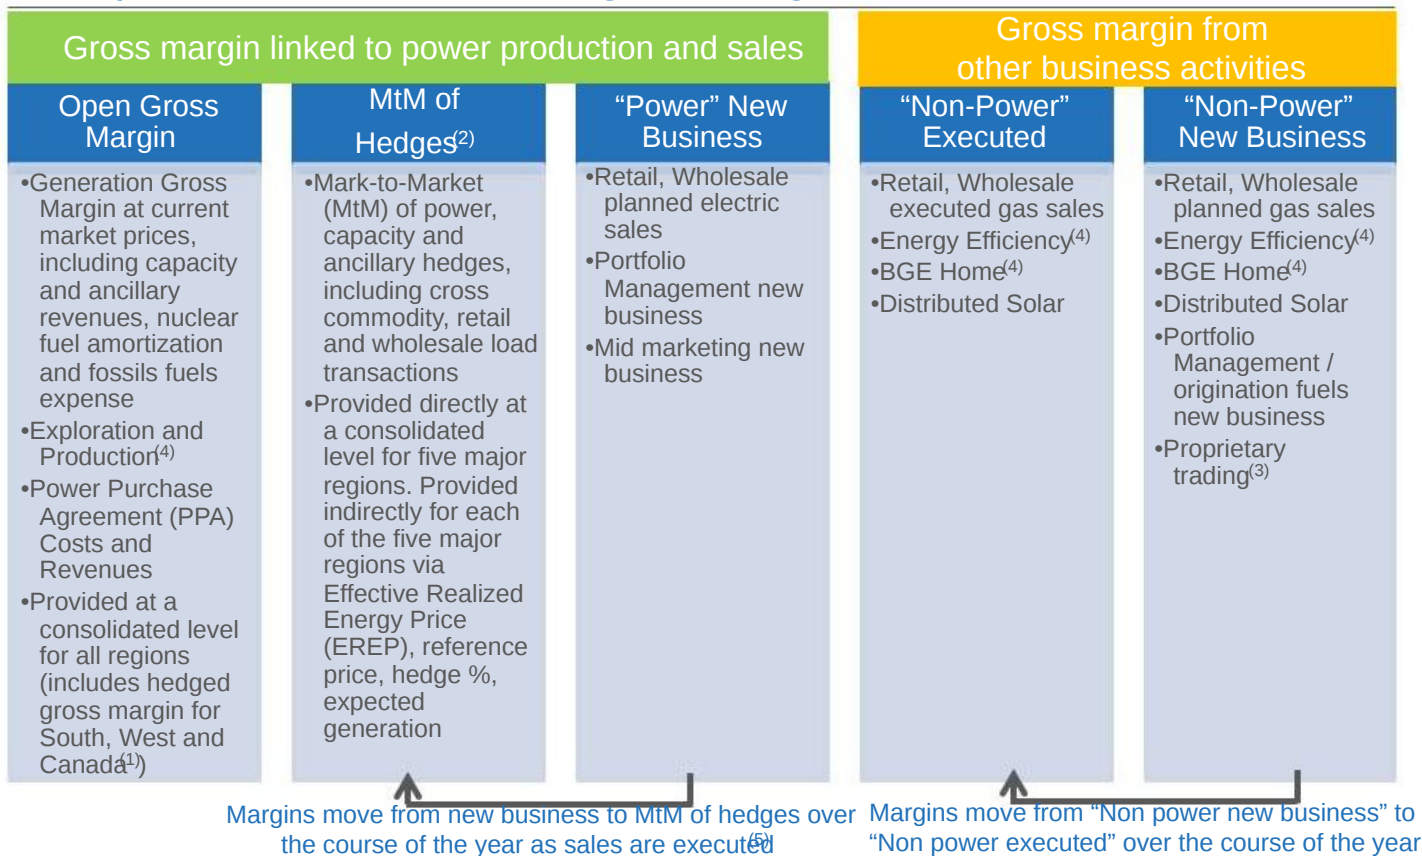 Gross margin linked to power production and sales
Gross margin from
other business activities
Open Gross
Margin
•Generation Gross
Margin at current
market prices,
including capacity
and ancillary
revenues, nuclear
fuel amortization
and fossils fuels
expense
•Exploration and
Production(4)
•Power Purchase
Agreement (PPA)
Costs and
Revenues
•Provided at a
consolidated level
for all regions
(includes hedged
gross margin for
South, West and
Canada(1))
MtM of
Hedges(2)
•Mark-to-Market
(MtM) of power,
capacity and
ancillary hedges,
including cross
commodity, retail
and wholesale load
transactions
•Provided directly at
a consolidated
level for five major
regions. Provided
indirectly for each
of the five major
regions via
Effective Realized
Energy Price
(EREP), reference
price, hedge %,
expected
generation
“Power” New
Business
•Retail, Wholesale
planned electric
sales
•Portfolio
Management new
business
•Mid marketing new
business
“Non-Power”
Executed
•Retail, Wholesale
executed gas sales
•Energy Efficiency(4)
•BGE Home(4)
•Distributed Solar
“Non-Power”
New Business
•Retail, Wholesale
planned gas sales
•Energy Efficiency(4)
•BGE Home(4)
•Distributed Solar
•Portfolio
Management /
origination fuels
new business
•Proprietary
trading(3)
Margins move from new business to MtM of hedges over
the course of the year as sales are executed(5)
Margins move from “Non power new business” to
“Non power executed” over the course of the year